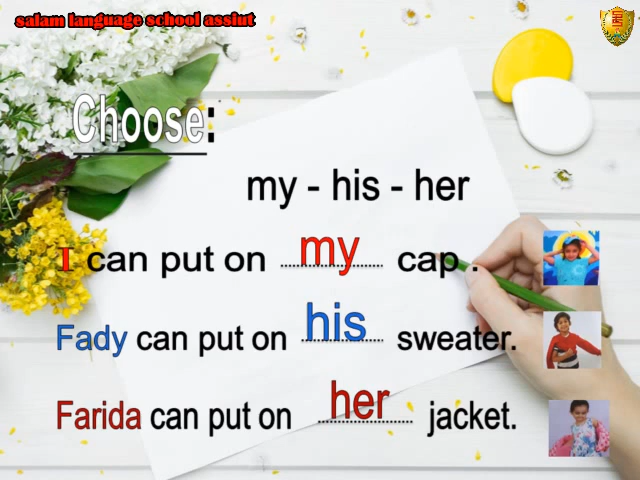 salam language school assiut
Choose:
my - his - her
I can put on my cap .
Fady can put on his sweater.
Farida can put on her jacket.